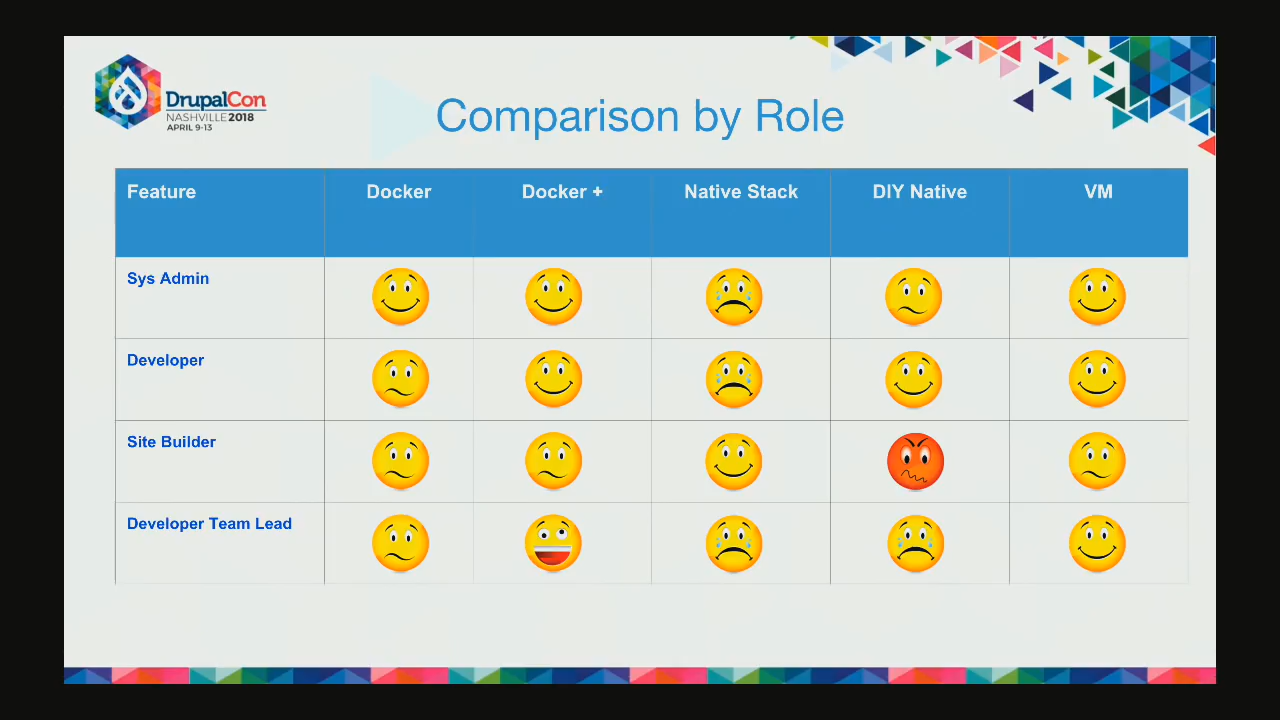 DrupalCon
NASHVILLE 2018
APRIL 9-13
Comparison by Role
Feature Docker Docker + Native Stack DIY Native VM
Sys Admin
Developer
Site Builder
Developer Team Lead